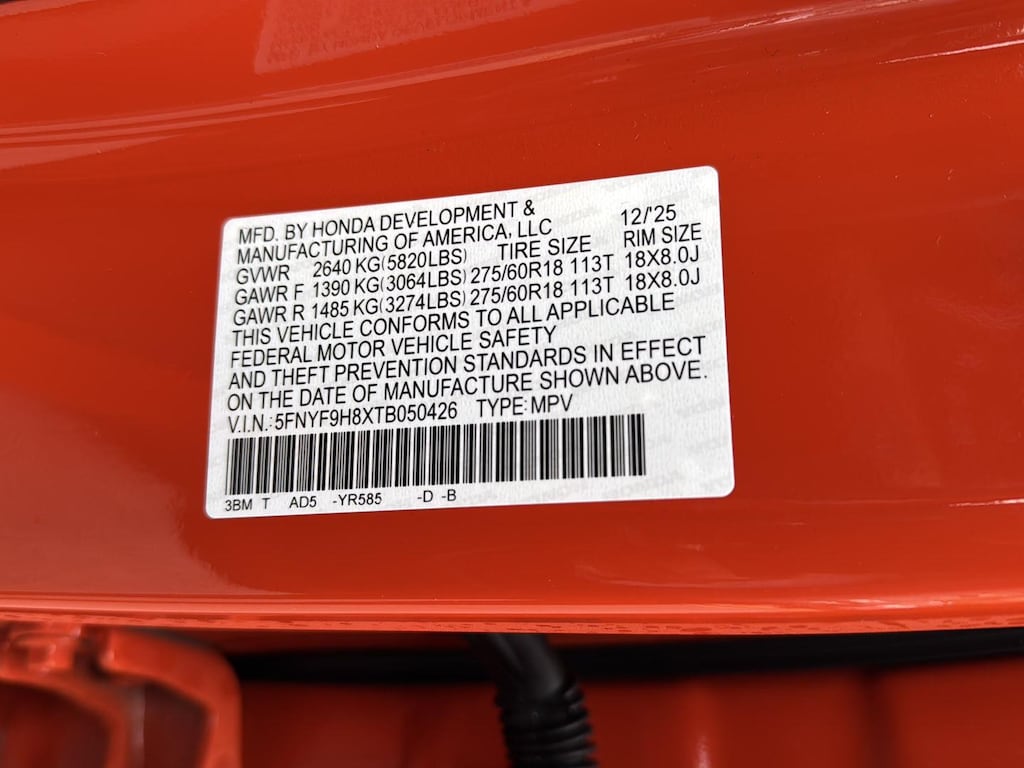 MFD. BY HONDA DEVELOPMENT & 12/'25
MANUFACTURING OF AMERICA, LLC
GVWR 2640 KG(5820LBS) TIRE SIZE RIM SIZE
GAWR F 1390 KG(3064LBS) 275/60R18 113T 18X8.0J
GAWR R 1485 KG(3274LBS) 275/60R18 113T 18X8.0J
THIS VEHICLE CONFORMS TO ALL APPLICABLE
FEDERAL MOTOR VEHICLE SAFETY
AND THEFT PREVENTION STANDARDS IN EFFECT
ON THE DATE OF MANUFACTURE SHOWN ABOVE.
V.I.N.: 5FNYF9H8XTB050426 TYPE: MPV
3BM T AD5 -YR585 -D -B